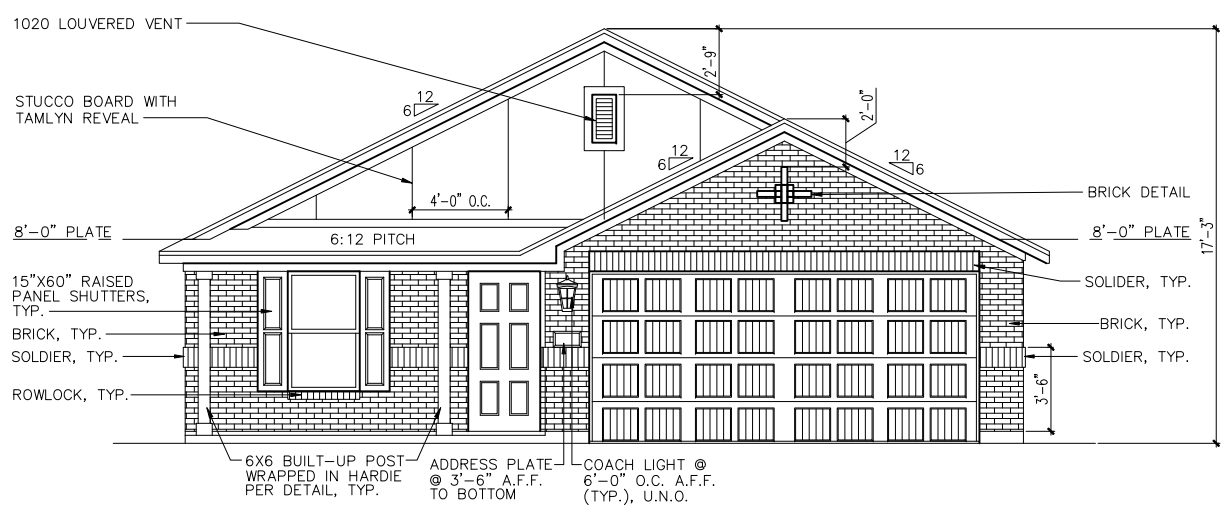 1020 LOUVERED VENT
STUCCO BOARD WITH
TAMLYN REVEAL
12
6
2'-9"
2'-0"
12
6
12
6
BRICK DETAIL
4'-0" O.C.
8'-0" PLATE
6:12 PITCH
8'-0" PLATE
17'-3"
15"X60" RAISED
PANEL SHUTTERS,
TYP.
SOLIDER, TYP.
BRICK, TYP.
BRICK, TYP.
SOLDIER, TYP.
SOLDIER, TYP.
ROWLOCK, TYP.
3'-6"
6X6 BUILT-UP POST
WRAPPED IN HARDIE
PER DETAIL, TYP.
ADDRESS PLATE
@ 3'-6" A.F.F.
TO BOTTOM
COACH LIGHT @
6'-0" O.C. A.F.F.
(TYP.), U.N.O.